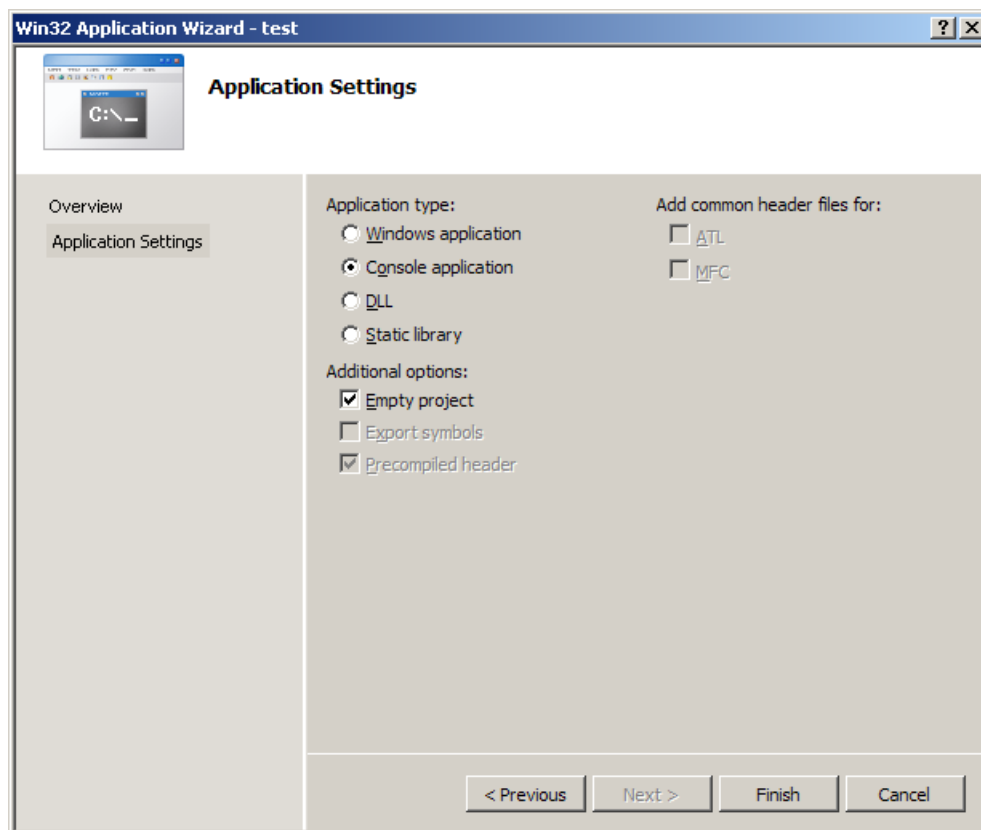 Win32 Application Wizard - test
C:\_
Application Settings
Overview
Application Settings
Application type:
Windows application
Console application
DLL
Static library
Additional options:
Empty project
Export symbols
Precompiled header
Add common header files for:
ATL
MFC
< Previous
Next >
Finish
Cancel